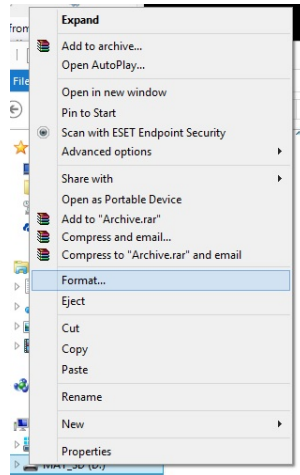 Expand
from
Add to archive...
Open AutoPlay...
File
Open in new window
Pin to Start
Scan with ESET Endpoint Security
Advanced options
Share with
Open as Portable Device
Add to "Archive.rar"
Compress and email...
Compress to "Archive.rar" and email
Format...
Eject
Cut
Copy
Paste
Rename
New
Properties
MAT_SD (D:)